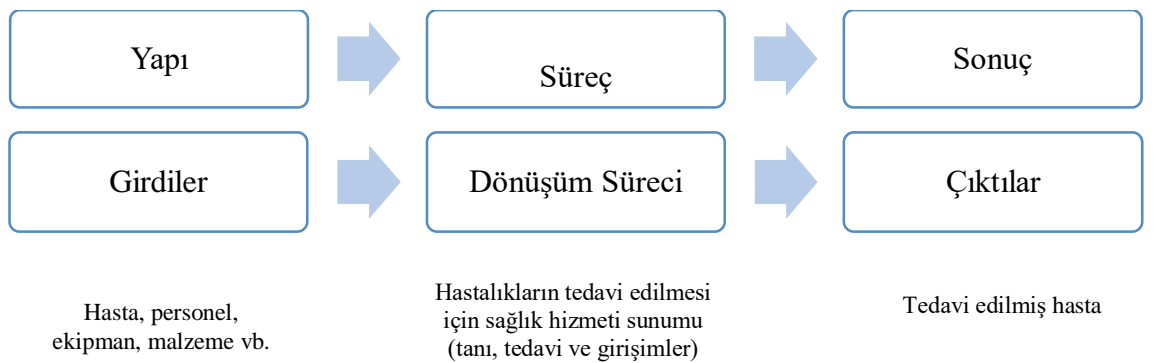 Yapı
Süreç
Sonuç
Girdiler
Dönüşüm Süreci
Çıktılar
Hasta, personel,
ekipman, malzeme vb.
Hastalıkların tedavi edilmesi
için sağlık hizmeti sunumu
(tanı, tedavi ve girişimler)
Tedavi edilmiş hasta